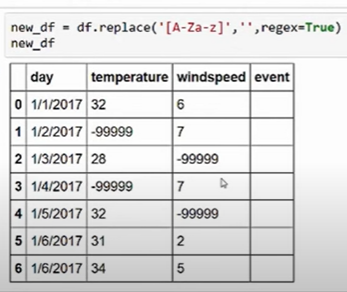 new_df = df.replace('[A-Za-z]','',regex=True)
new_df
day temperature windspeed event
0 1/1/2017 32 6
1 1/2/2017 -99999 7
2 1/3/2017 28 -99999
3 1/4/2017 -99999 7
4 1/5/2017 32 -99999
5 1/6/2017 31 2
6 1/6/2017 34 5